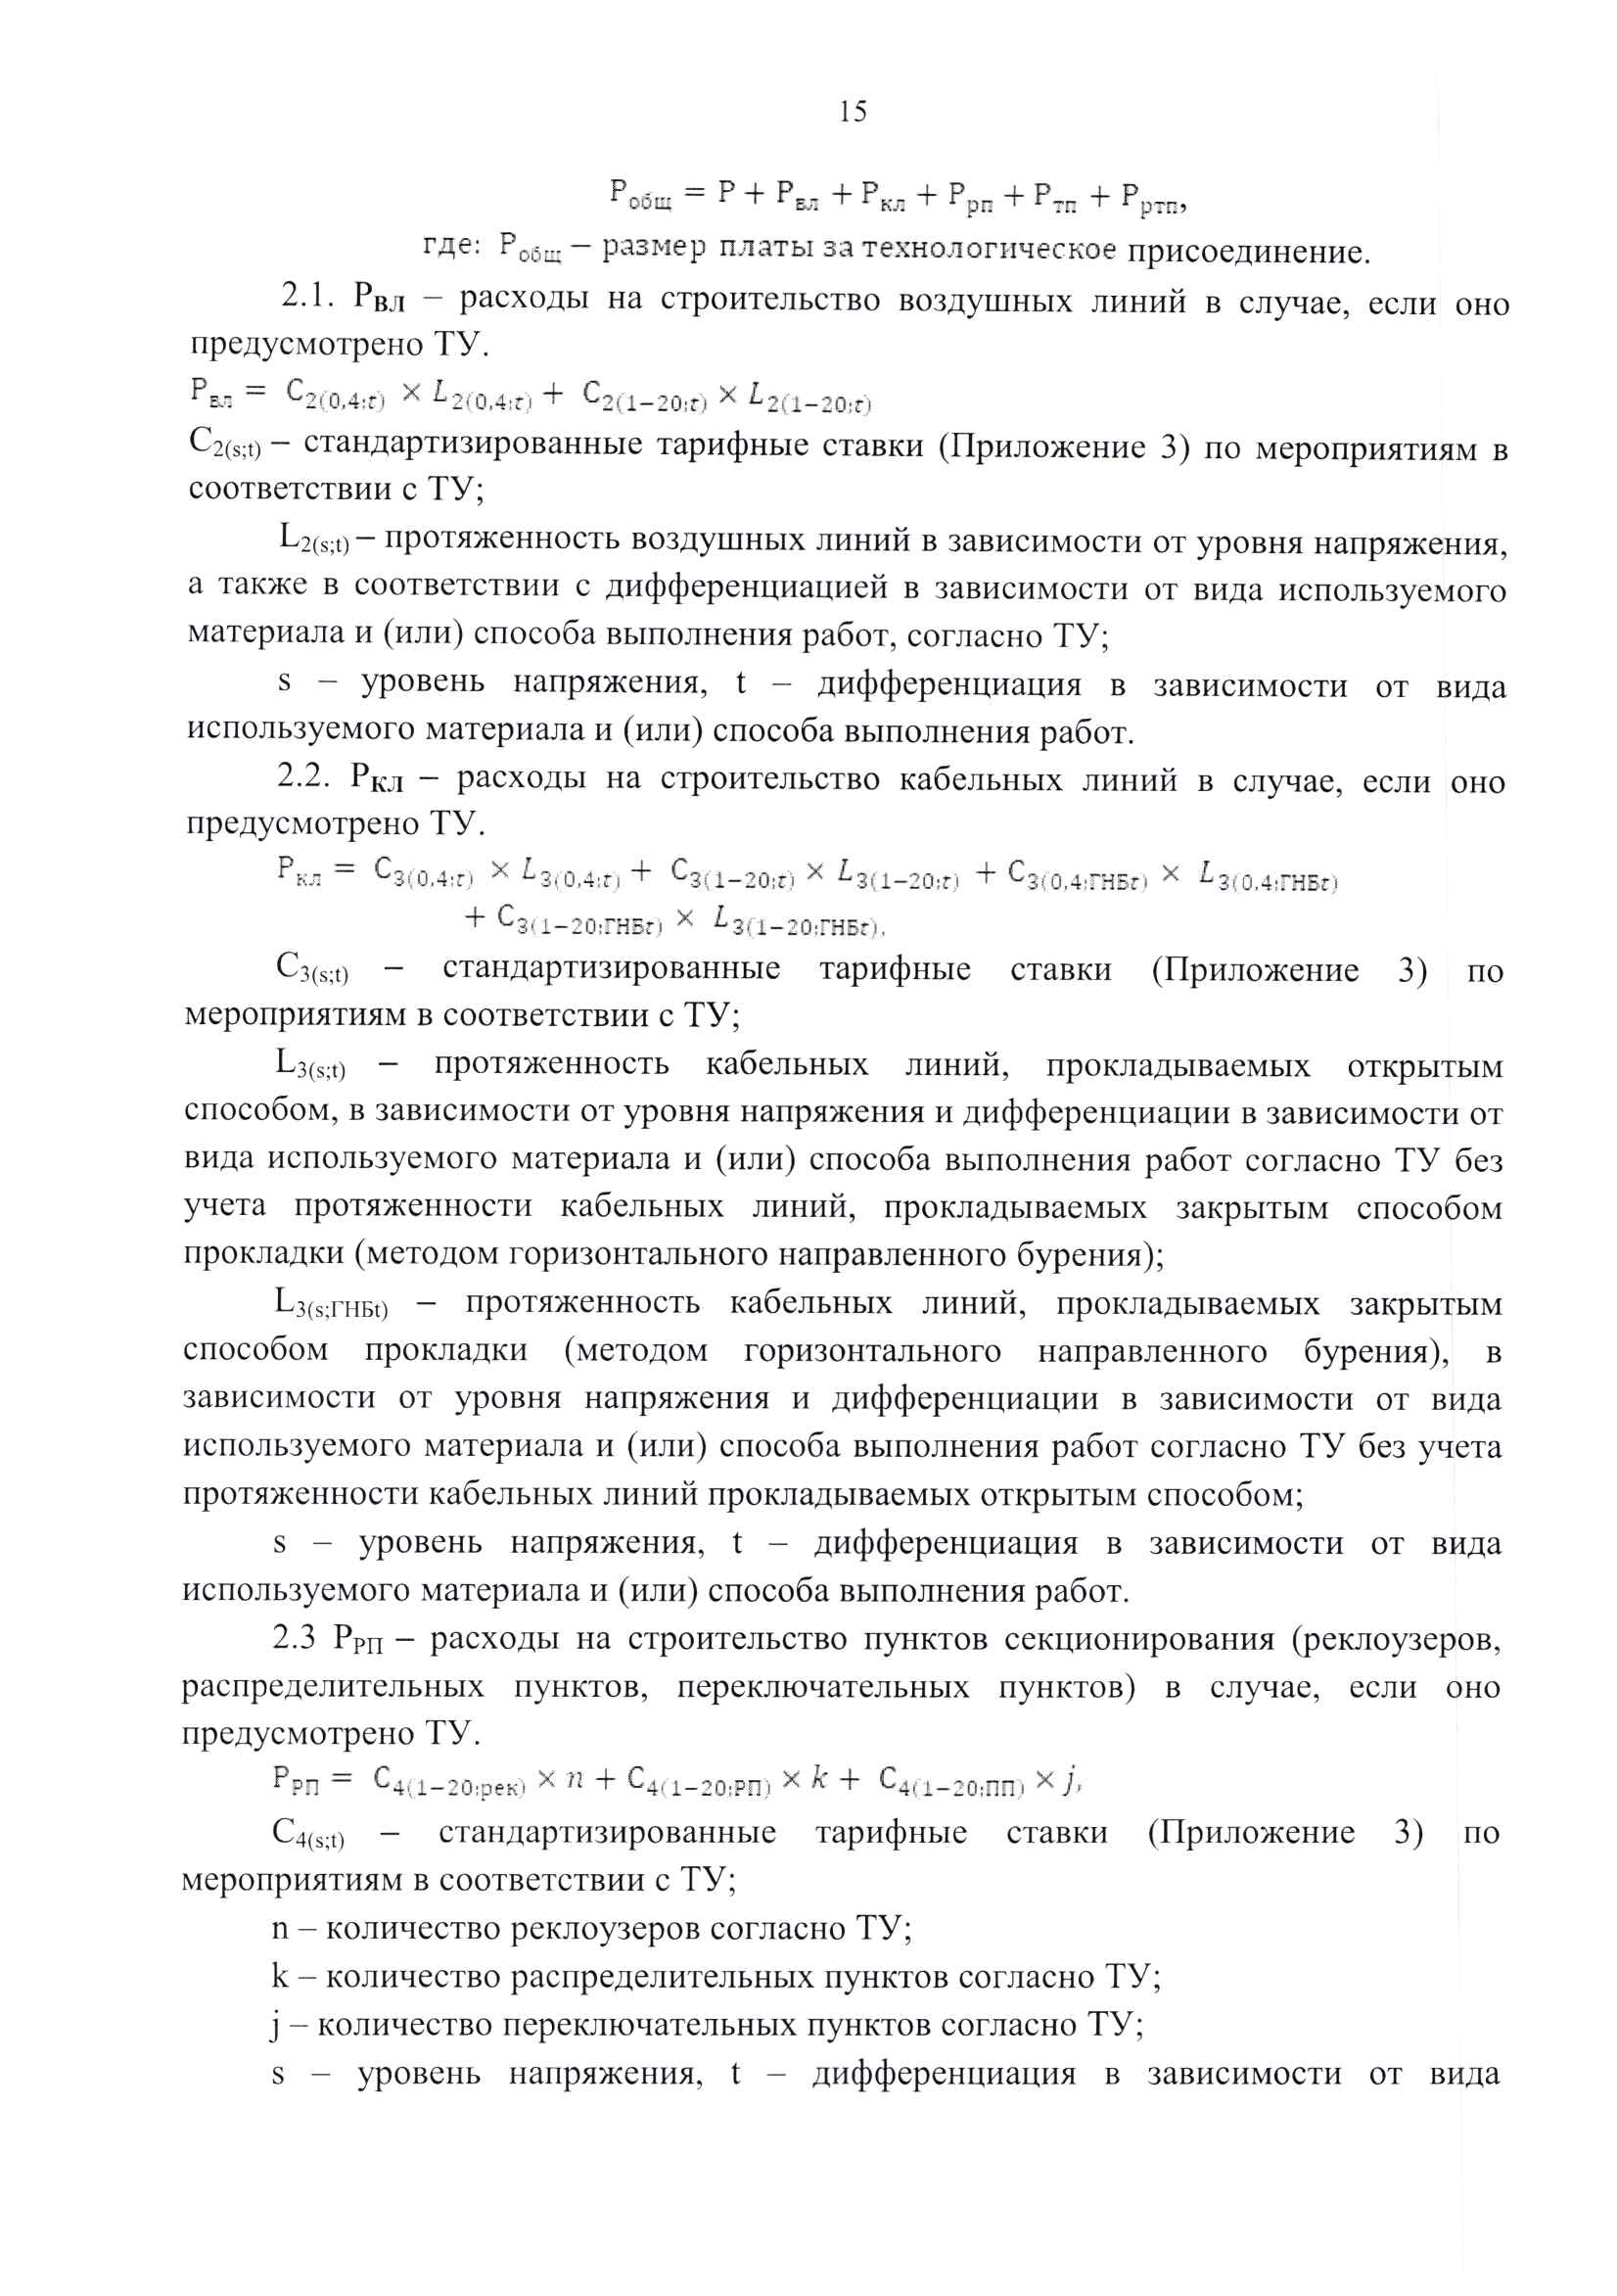 15
Pобщ = P + Pвл + Pкл + Pрп + Pтп + Pртп,
где: Pобщ – размер платы за технологическое присоединение.
2.1. PВЛ – расходы на строительство воздушных линий в случае, если оно
предусмотрено ТУ.
Pвл = C2(0,4;t) × L2(0,4;t) + C2(1–20;t) × L2(1–20;t)
C2(s;t) – стандартизированные тарифные ставки (Приложение 3) по мероприятиям в
соответствии с ТУ;
L2(s;t) – протяженность воздушных линий в зависимости от уровня напряжения,
а также в соответствии с дифференциацией в зависимости от вида используемого
материала и (или) способа выполнения работ, согласно ТУ;
s – уровень напряжения, t – дифференциация в зависимости от вида
используемого материала и (или) способа выполнения работ.
2.2. PКЛ – расходы на строительство кабельных линий в случае, если оно
предусмотрено ТУ.
Pкл = C3(0,4;t) × L3(0,4;t) + C3(1–20;t) × L3(1–20;t) + C3(0,4;ГНБt) × L3(0,4;ГНБt)
+ C3(1–20;ГНБt) × L3(1–20;ГНБt),
C3(s;t) – стандартизированные тарифные ставки (Приложение 3) по
мероприятиям в соответствии с ТУ;
L3(s;t) – протяженность кабельных линий, прокладываемых открытым
способом, в зависимости от уровня напряжения и дифференциации в зависимости от
вида используемого материала и (или) способа выполнения работ согласно ТУ без
учета протяженности кабельных линий, прокладываемых закрытым способом
прокладки (методом горизонтального направленного бурения);
L3(s;ГНБt) – протяженность кабельных линий, прокладываемых закрытым
способом прокладки (методом горизонтального направленного бурения), в
зависимости от уровня напряжения и дифференциации в зависимости от вида
используемого материала и (или) способа выполнения работ согласно ТУ без учета
протяженности кабельных линий прокладываемых открытым способом;
s – уровень напряжения, t – дифференциация в зависимости от вида
используемого материала и (или) способа выполнения работ.
2.3 PРП – расходы на строительство пунктов секционирования (реклоузеров,
распределительных пунктов, переключательных пунктов) в случае, если оно
предусмотрено ТУ.
PРП = C4(1–20;рек) × n + C4(1–20;РП) × k + C4(1–20;ПП) × j,
C4(s;t) – стандартизированные тарифные ставки (Приложение 3) по
мероприятиям в соответствии с ТУ;
n – количество реклоузеров согласно ТУ;
k – количество распределительных пунктов согласно ТУ;
j – количество переключательных пунктов согласно ТУ;
s – уровень напряжения, t – дифференциация в зависимости от вида